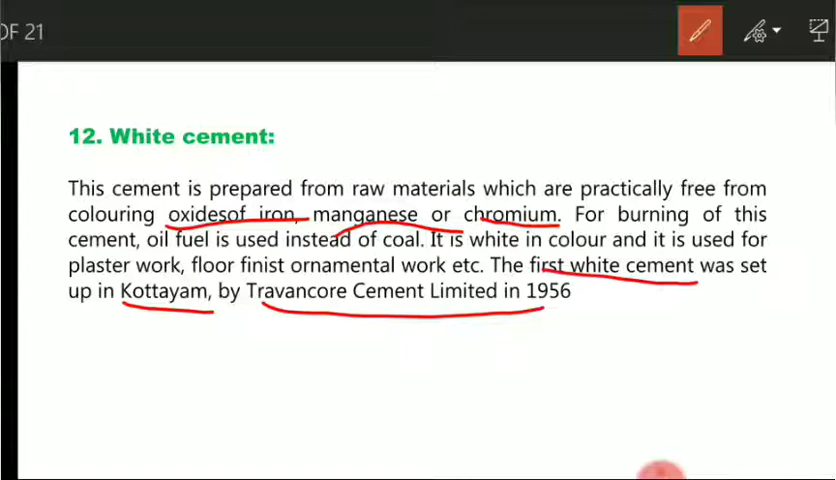 OF 21
12. White cement:
This cement is prepared from raw materials which are practically free from
colouring oxidesof iron, manganese or chromium. For burning of this
cement, oil fuel is used instead of coal. It is white in colour and it is used for
plaster work, floor finist ornamental work etc. The first white cement was set
up in Kottayam, by Travancore Cement Limited in 1956